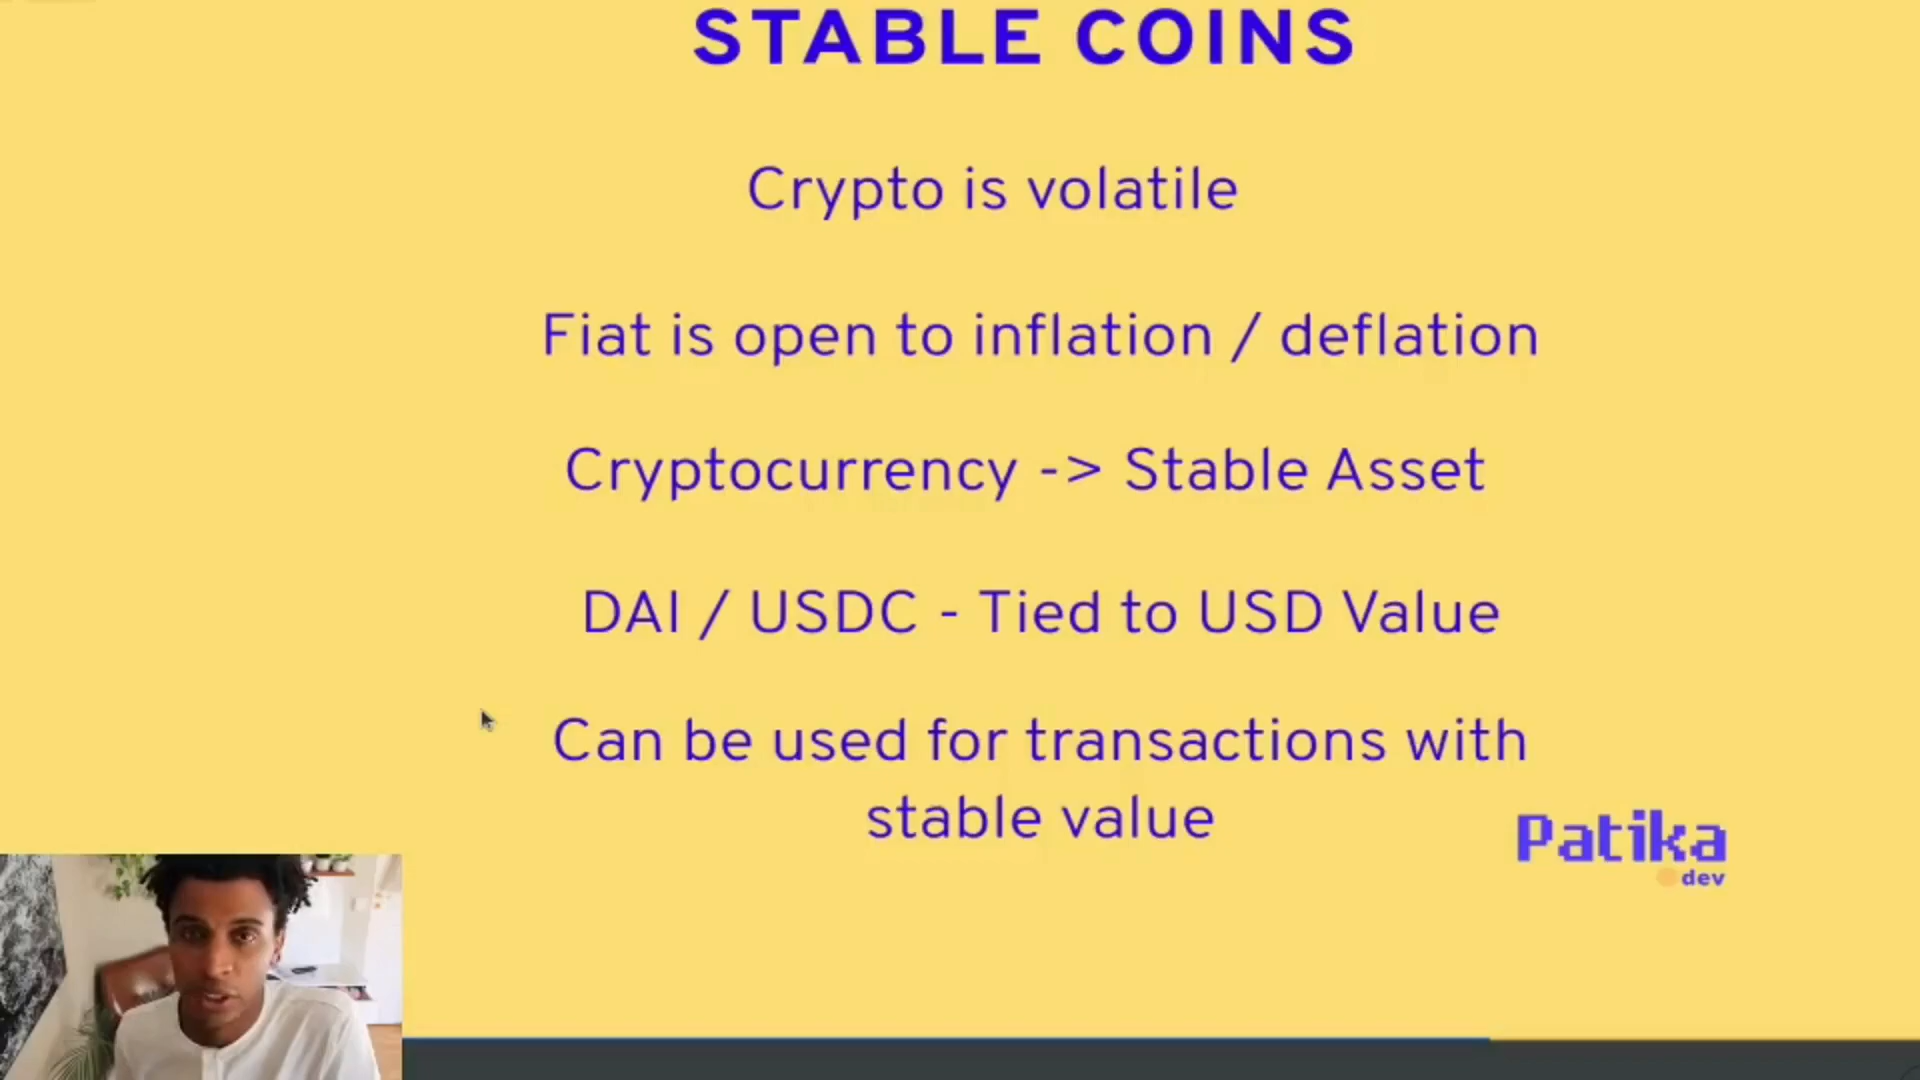 STABLE COINS
Crypto is volatile
Fiat is open to inflation / deflation
Cryptocurrency -> Stable Asset
DAI / USDC - Tied to USD Value
Can be used for transactions with
stable value
Patika
dev